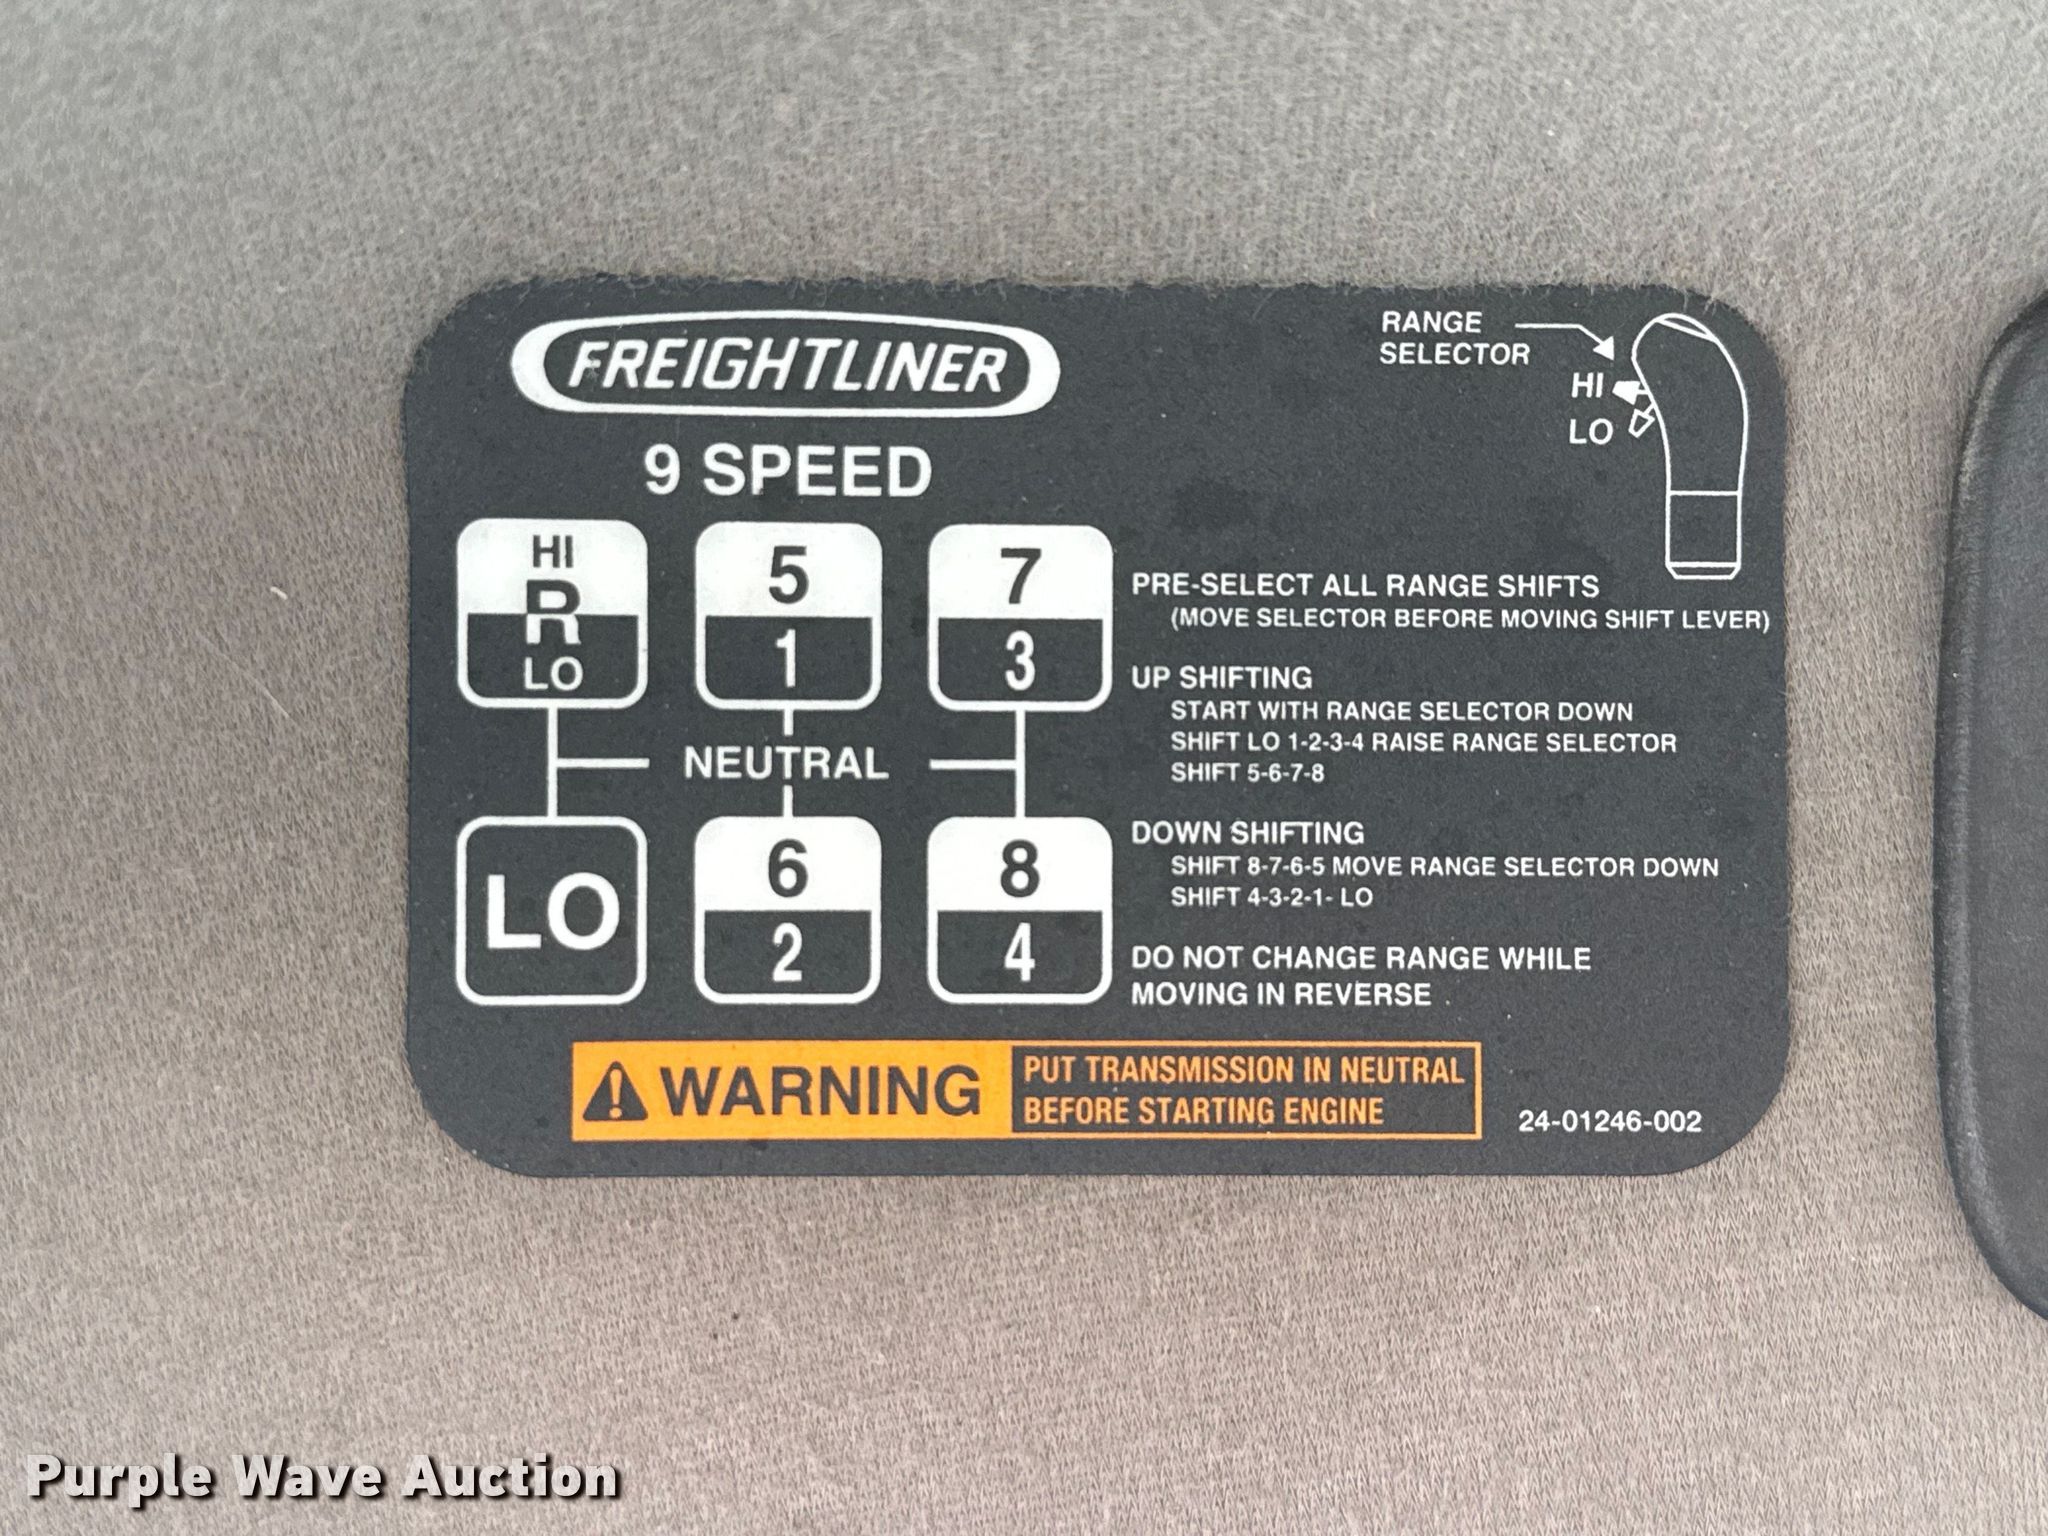 FREIGHTLINER
9 SPEED
RANGE
SELECTOR
HI
LO
HI
R
LO
5
1
7
3
NEUTRAL
LO
6
2
8
4
PRE-SELECT ALL RANGE SHIFTS
(MOVE SELECTOR BEFORE MOVING SHIFT LEVER)
UP SHIFTING
START WITH RANGE SELECTOR DOWN
SHIFT LO 1-2-3-4 RAISE RANGE SELECTOR
SHIFT 5-6-7-8
DOWN SHIFTING
SHIFT 8-7-6-5 MOVE RANGE SELECTOR DOWN
SHIFT 4-3-2-1- LO
DO NOT CHANGE RANGE WHILE
MOVING IN REVERSE
WARNING
PUT TRANSMISSION IN NEUTRAL
BEFORE STARTING ENGINE
24-01246-002
Purple Wave Auction